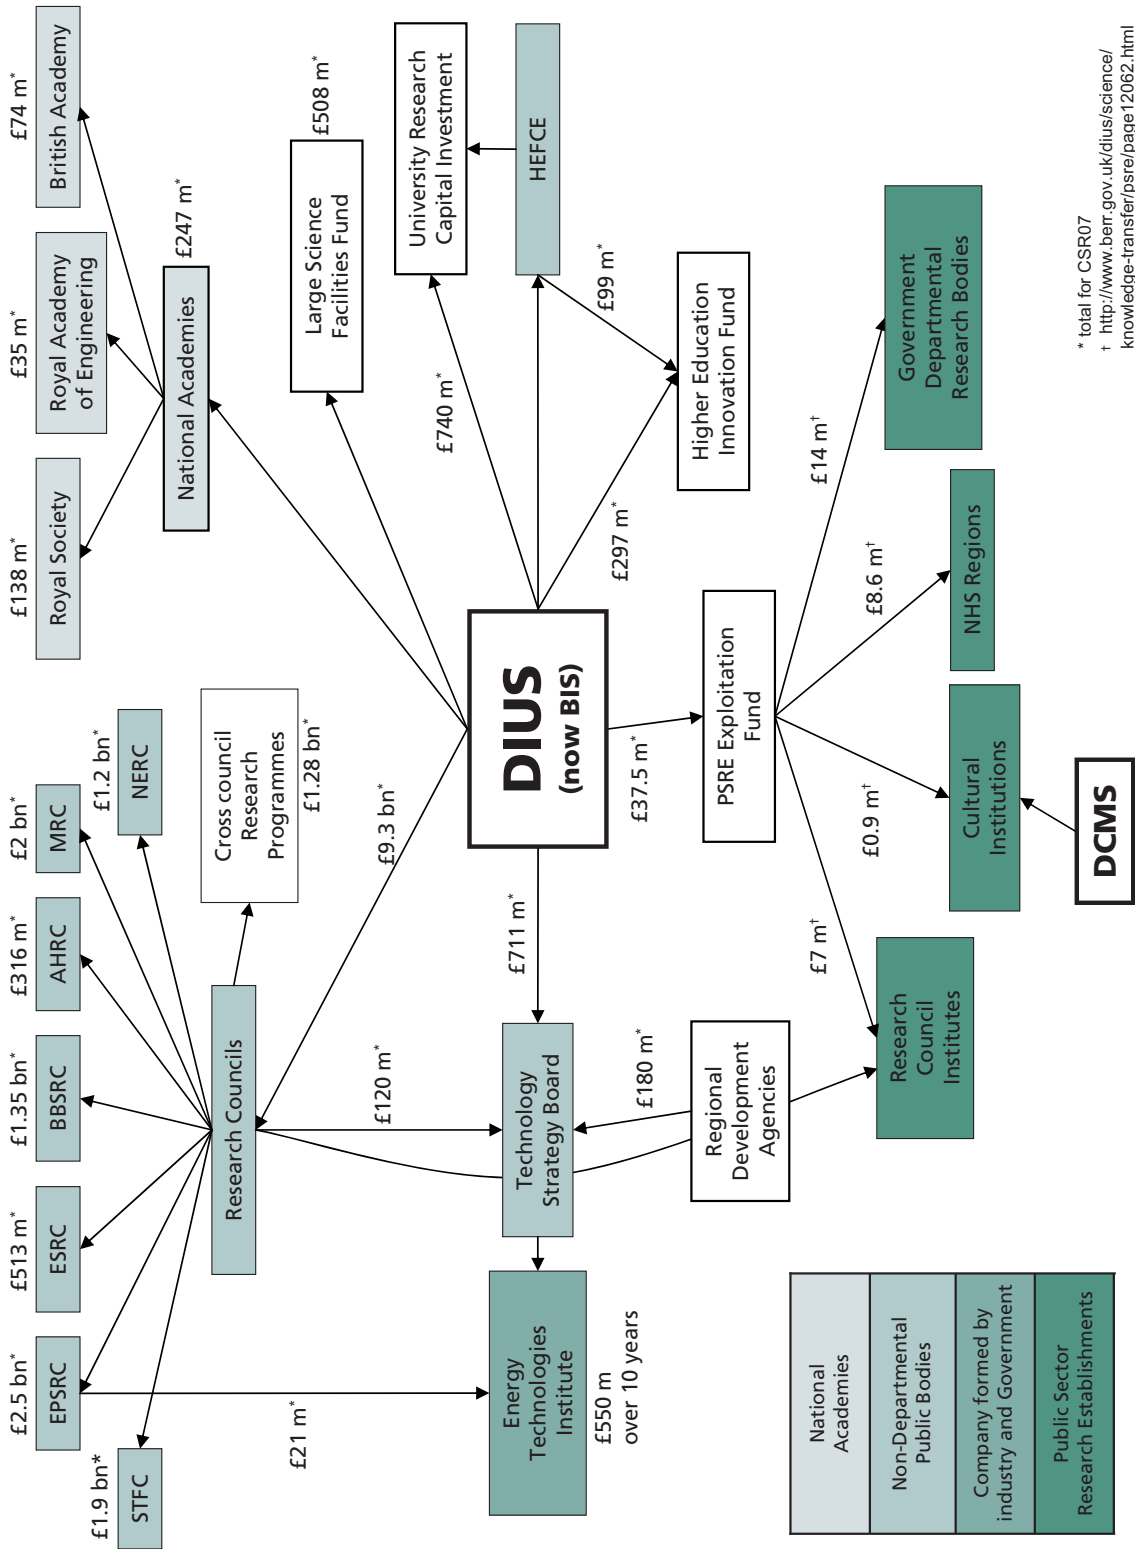 £2.5 bn*
EPSRC
£513 m*
ESRC
£1.35 bn*
BBSRC
£316 m*
AHRC
£2 bn*
MRC
£138 m*
Royal Society
£35 m*
Royal Academy
of Engineering
£74 m*
British Academy
£1.9 bn*
STFC
£1.2 bn*
NERC
Research Councils
Cross council
Research
Programmes
£1.28 bn*
National Academies
£247 m*
£21 m*
£120 m*
£9.3 bn*
Large Science
Facilities Fund
£508 m*
£740 m*
University Research
Capital Investment
Energy
Technologies
Institute
£550 m
over 10 years
Technology
Strategy Board
£711 m*
DIUS
(now BIS)
HEFCE
£180 m*
£37.5 m*
£297 m*
£99 m*
Regional
Development
Agencies
PSRE Exploitation
Fund
Higher Education
Innovation Fund
£7 m†
£0.9 m†
£8.6 m†
£14 m†
Research
Council
Institutes
Cultural
Institutions
NHS Regions
Government
Departmental
Research Bodies
DCMS
National
Academies
Non-Departmental
Public Bodies
Company formed by
industry and Government
Public Sector
Research Establishments
* total for CSR07
† http://www.berr.gov.uk/dius/science/
knowledge-transfer/psre/page12062.html